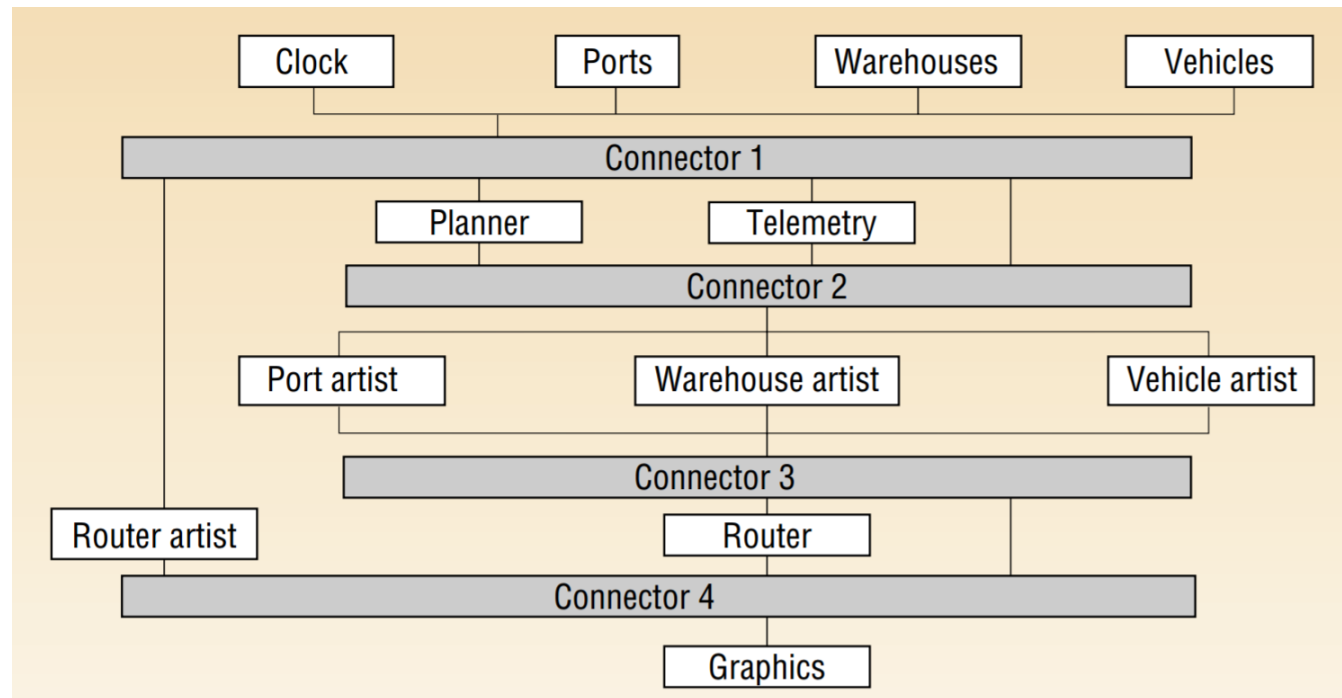 Clock
Ports
Warehouses
Vehicles
Connector 1
Planner
Telemetry
Connector 2
Port artist
Warehouse artist
Vehicle artist
Connector 3
Router artist
Router
Connector 4
Graphics